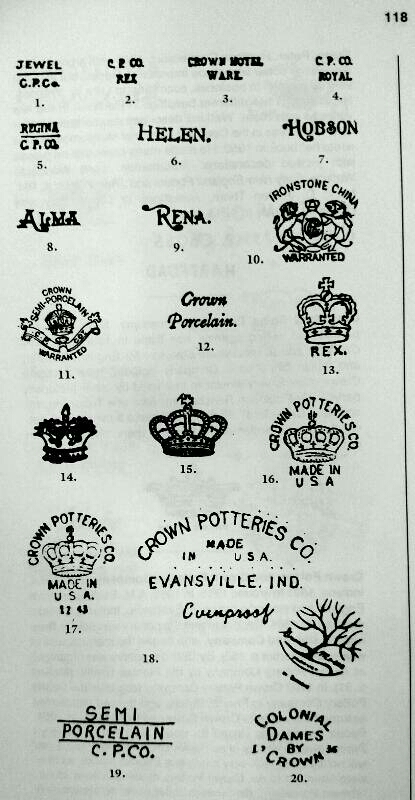 118
JEWEL
C.P.Co.
1.
C. P. CO.
REX
2.
CROWN HOTEL
WARE
3.
C. P. CO.
ROYAL
4.
REGINA
C. P. CO.
5.
HELEN.
6.
HOBSON
7.
ALMA
8.
RENA.
9.
IRONSTONE CHINA
WARRANTED
10.
CROWN
SEMI-PORCELAIN
C. P. CO.
WARRANTED
11.
Crown
Porcelain.
12.
REX.
13.
14.
15.
CROWN POTTERIES CO.
MADE IN
U S A
16.
CROWN POTTERIES CO.
MADE IN
U S A.
12 43
17.
CROWN POTTERIES CO.
MADE
IN U S A.
EVANSVILLE, IND.
Ovenproof
18.
SEMI
PORCELAIN
C. P. CO.
19.
COLONIAL
DAMES
BY
CROWN
20.